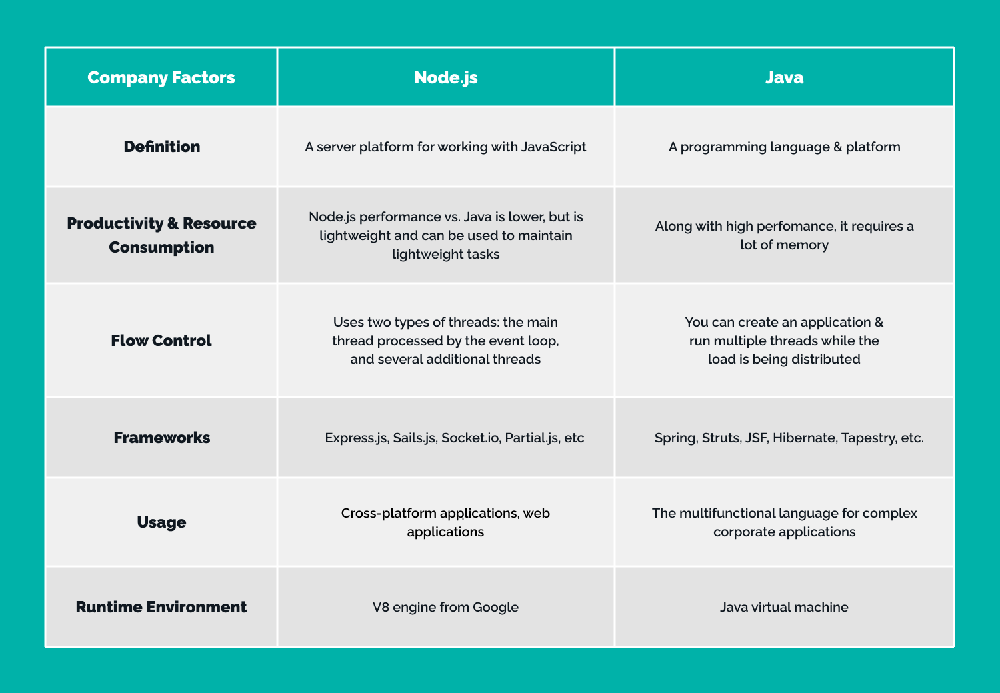 Company Factors
Node.js
Java
Definition
A server platform for working with JavaScript
A programming language & platform
Productivity & Resource
Consumption
Node.js performance vs. Java is lower, but is
lightweight and can be used to maintain
lightweight tasks
Along with high perfomance, it requires a
lot of memory
Flow Control
Uses two types of threads: the main
thread processed by the event loop,
and several additional threads
You can create an application &
run multiple threads while the
load is being distributed
Frameworks
Express.js, Sails.js, Socket.io, Partial.js, etc
Spring, Struts, JSF, Hibernate, Tapestry, etc.
Usage
Cross-platform applications, web
applications
The multifunctional language for complex
corporate applications
Runtime Environment
V8 engine from Google
Java virtual machine